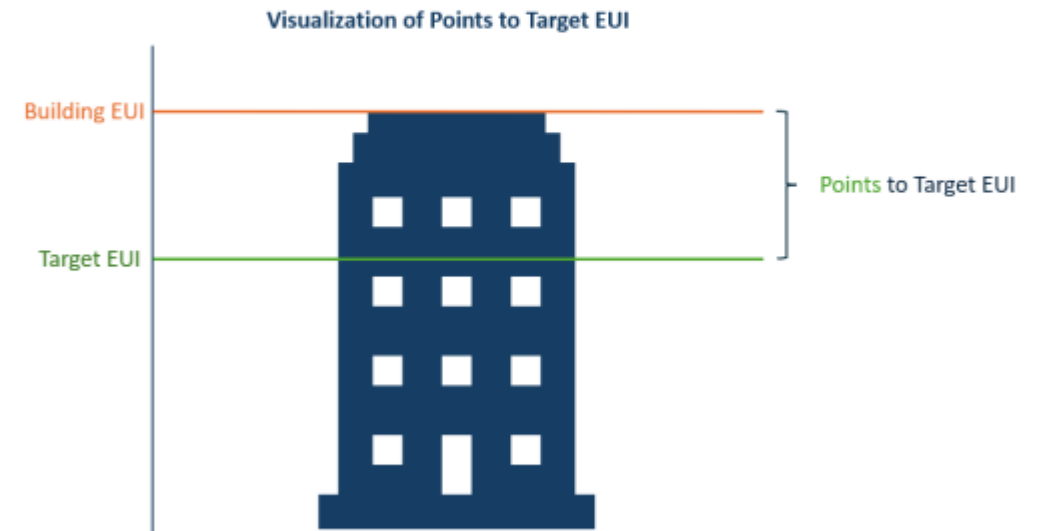 Visualization of Points to Target EUI
Building EUI
Points to Target EUI
Target EUI